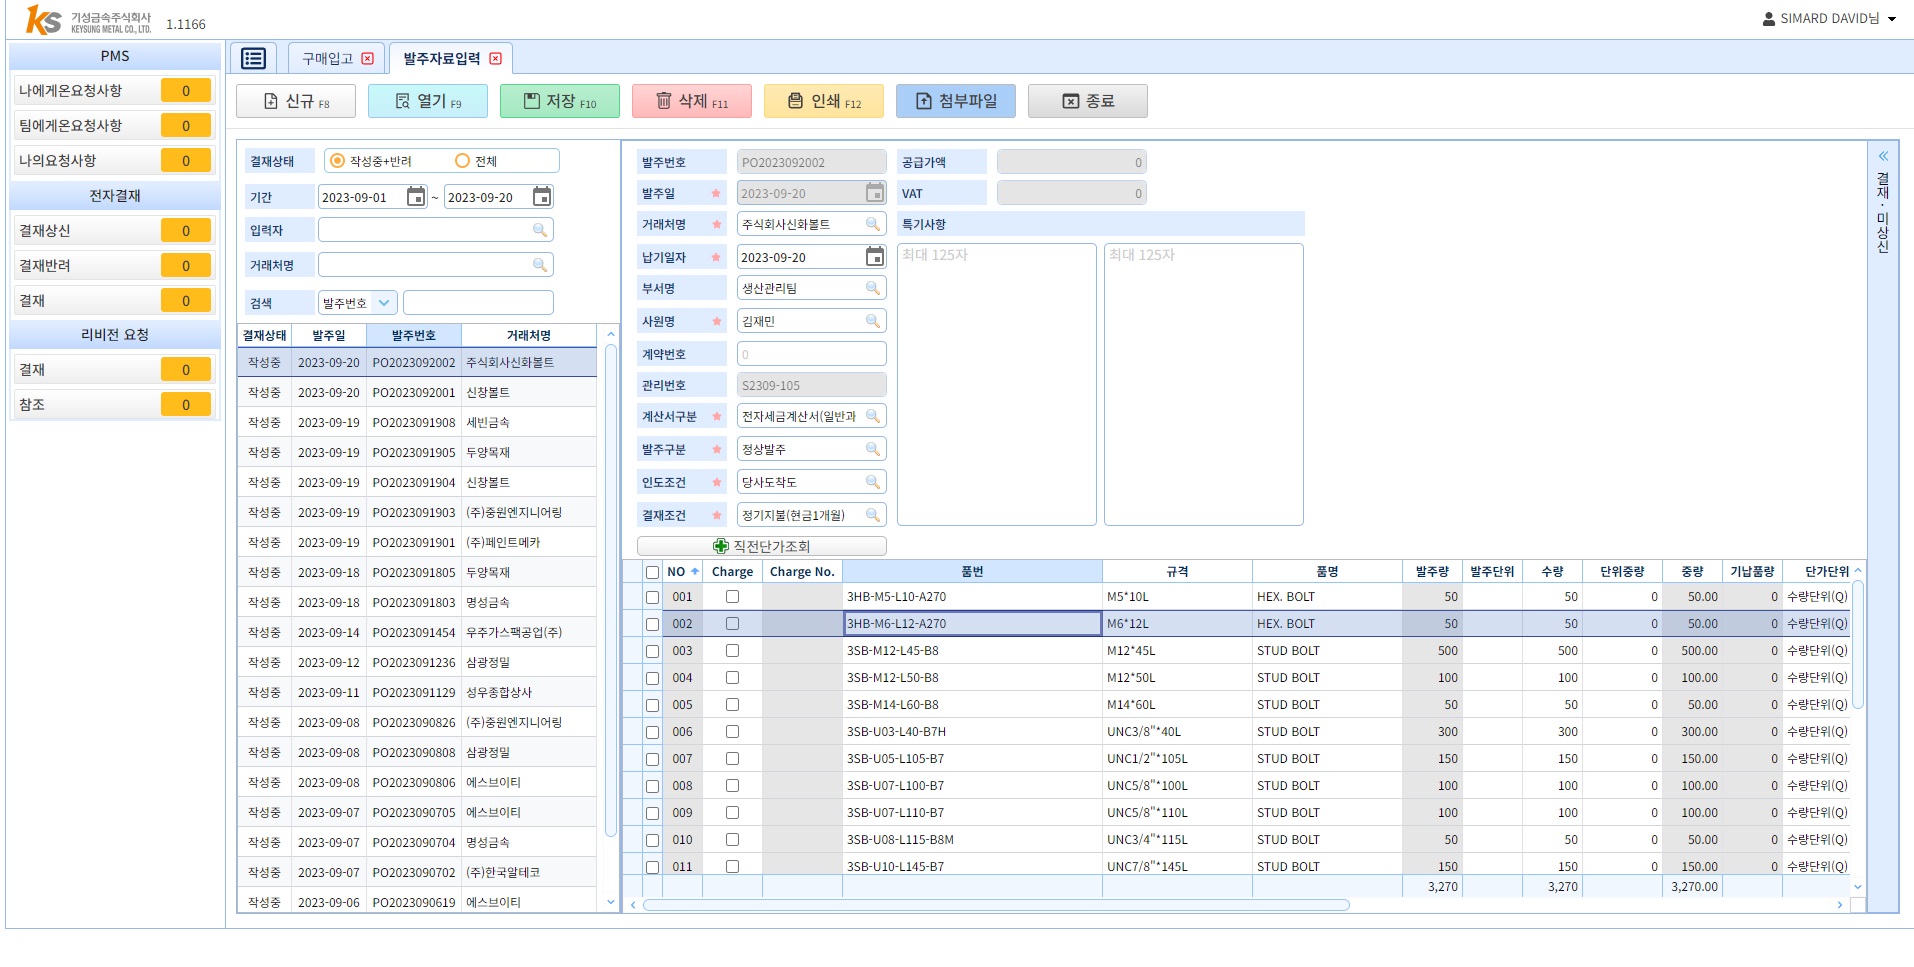 KS 기성금속주식회사 KEYSUNG METAL CO., LTD. 1.1166 SIMARD DAVID님
PMS
나에게온요청사항 0
팀에게온요청사항 0
나의요청사항 0
전자결재
결재상신 0
결재반려 0
결재 0
리비전 요청
결재 0
참조 0
구매입고 발주자료입력
신규 F8 열기 F9 저장 F10 삭제 F11 인쇄 F12 첨부파일 종료
결재상태 작성중+반려 전체
기간 2023-09-01 ~ 2023-09-20
입력자
거래처명
검색 발주번호
결재상태 발주일 발주번호 거래처명
작성중 2023-09-20 PO2023092002 주식회사신화볼트
작성중 2023-09-20 PO2023092001 신창볼트
작성중 2023-09-19 PO2023091908 세빈금속
작성중 2023-09-19 PO2023091905 두양목재
작성중 2023-09-19 PO2023091904 신창볼트
작성중 2023-09-19 PO2023091903 (주)중원엔지니어링
작성중 2023-09-19 PO2023091901 (주)페인트메카
작성중 2023-09-18 PO2023091805 두양목재
작성중 2023-09-18 PO2023091803 명성금속
작성중 2023-09-14 PO2023091454 우주가스팩공업(주)
작성중 2023-09-12 PO2023091236 삼광정밀
작성중 2023-09-11 PO2023091129 성우종합상사
작성중 2023-09-08 PO2023090826 (주)중원엔지니어링
작성중 2023-09-08 PO2023090808 삼광정밀
작성중 2023-09-08 PO2023090806 에스브이티
작성중 2023-09-07 PO2023090705 에스브이티
작성중 2023-09-07 PO2023090704 명성금속
작성중 2023-09-07 PO2023090702 (주)한국알테코
작성중 2023-09-06 PO2023090619 에스브이티
발주번호 PO2023092002 공급가액 0
발주일 2023-09-20 VAT 0
거래처명 주식회사신화볼트 특기사항
납기일자 2023-09-20 최대 125자 최대 125자
부서명 생산관리팀
사원명 김재민
계약번호 0
관리번호 S2309-105
계산서구분 전자세금계산서(일반과
발주구분 정상발주
인도조건 당사도착도
결재조건 정기지불(현금1개월)
직전단가조회
NO Charge Charge No. 품번 규격 품명 발주량 발주단위 수량 단위중량 중량 기납품량 단가단위
001 3HB-M5-L10-A270 M5*10L HEX. BOLT 50 50 0 50.00 0 수량단위(Q)
002 3HB-M6-L12-A270 M6*12L HEX. BOLT 50 50 0 50.00 0 수량단위(Q)
003 3SB-M12-L45-B8 M12*45L STUD BOLT 500 500 0 500.00 0 수량단위(Q)
004 3SB-M12-L50-B8 M12*50L STUD BOLT 100 100 0 100.00 0 수량단위(Q)
005 3SB-M14-L60-B8 M14*60L STUD BOLT 50 50 0 50.00 0 수량단위(Q)
006 3SB-U03-L40-B7H UNC3/8"*40L STUD BOLT 300 300 0 300.00 0 수량단위(Q)
007 3SB-U05-L105-B7 UNC1/2"*105L STUD BOLT 150 150 0 150.00 0 수량단위(Q)
008 3SB-U07-L100-B7 UNC5/8"*100L STUD BOLT 100 100 0 100.00 0 수량단위(Q)
009 3SB-U07-L110-B7 UNC5/8"*110L STUD BOLT 100 100 0 100.00 0 수량단위(Q)
010 3SB-U08-L115-B8M UNC3/4"*115L STUD BOLT 50 50 0 50.00 0 수량단위(Q)
011 3SB-U10-L145-B7 UNC7/8"*145L STUD BOLT 150 150 0 150.00 0 수량단위(Q)
3,270 3,270 3,270.00
결재·미상신